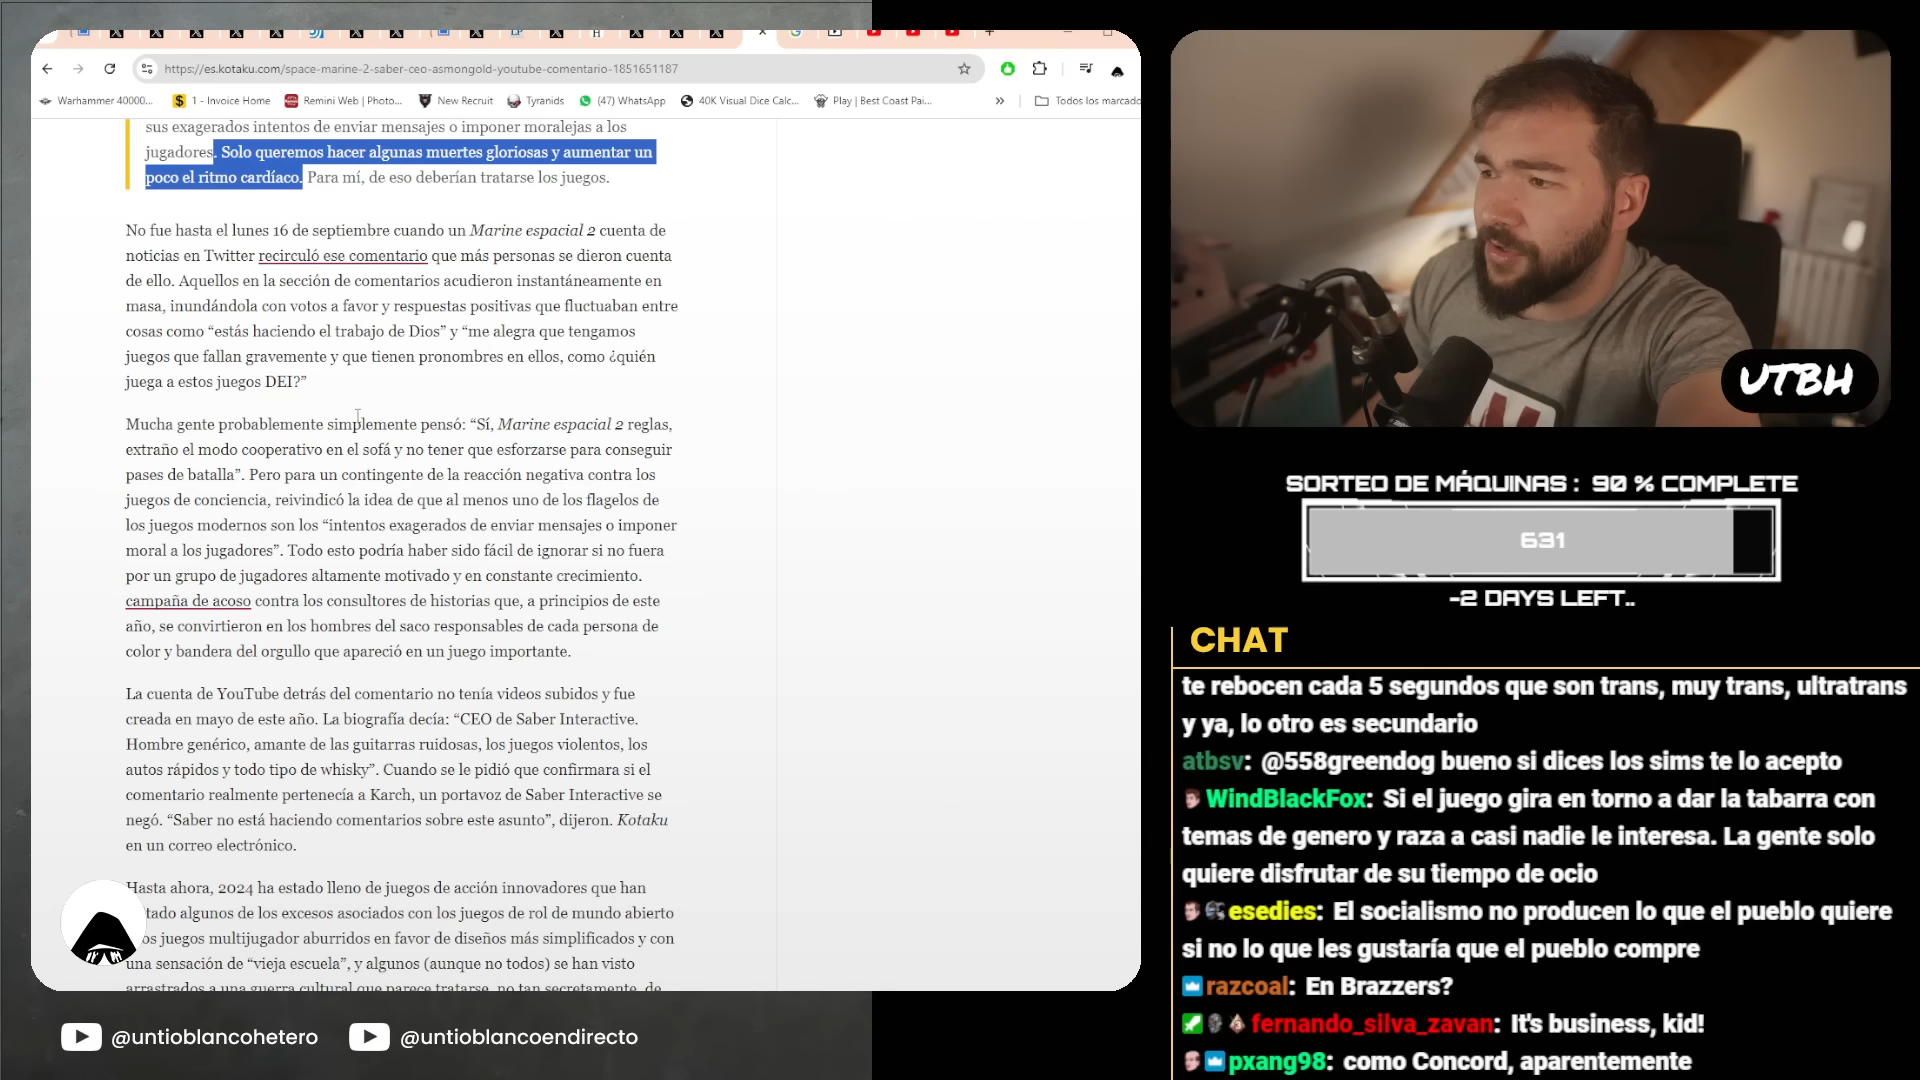 https://es.kotaku.com/space-marine-2-saber-ceo-asmongold-youtube-comentario-1851651187
Warhammer 40000...
1 - Invoice Home
Remini Web | Photo...
New Recruit
Tyranids
(47) WhatsApp
40K Visual Dice Calc...
Play | Best Coast Pai...
»
Todos los marcado
sus exagerados intentos de enviar mensajes o imponer moralejas a los
jugadores. Solo queremos hacer algunas muertes gloriosas y aumentar un
poco el ritmo cardíaco. Para mí, de eso deberían tratarse los juegos.
No fue hasta el lunes 16 de septiembre cuando un Marine espacial 2 cuenta de
noticias en Twitter recirculó ese comentario que más personas se dieron cuenta
de ello. Aquellos en la sección de comentarios acudieron instantáneamente en
masa, inundándola con votos a favor y respuestas positivas que fluctuaban entre
cosas como “estás haciendo el trabajo de Dios” y “me alegra que tengamos
juegos que fallan gravemente y que tienen pronombres en ellos, como ¿quién
juega a estos juegos DEI?”
Mucha gente probablemente simplemente pensó: “Sí, Marine espacial 2 reglas,
extraño el modo cooperativo en el sofá y no tener que esforzarse para conseguir
pases de batalla”. Pero para un contingente de la reacción negativa contra los
juegos de conciencia, reivindicó la idea de que al menos uno de los flagelos de
los juegos modernos son los “intentos exagerados de enviar mensajes o imponer
moral a los jugadores”. Todo esto podría haber sido fácil de ignorar si no fuera
por un grupo de jugadores altamente motivado y en constante crecimiento.
campaña de acoso contra los consultores de historias que, a principios de este
año, se convirtieron en los hombres del saco responsables de cada persona de
color y bandera del orgullo que apareció en un juego importante.
La cuenta de YouTube detrás del comentario no tenía videos subidos y fue
creada en mayo de este año. La biografía decía: “CEO de Saber Interactive.
Hombre genérico, amante de las guitarras ruidosas, los juegos violentos, los
autos rápidos y todo tipo de whisky”. Cuando se le pidió que confirmara si el
comentario realmente pertenecía a Karch, un portavoz de Saber Interactive se
negó. “Saber no está haciendo comentarios sobre este asunto”, dijeron. Kotaku
en un correo electrónico.
Hasta ahora, 2024 ha estado lleno de juegos de acción innovadores que han
tado algunos de los excesos asociados con los juegos de rol de mundo abierto
os juegos multijugador aburridos en favor de diseños más simplificados y con
una sensación de “vieja escuela”, y algunos (aunque no todos) se han visto
arrastrados a una guerra cultural que parece tratarse, no tan secretamente, de
@untioblancohetero
@untioblancoendirecto
UTBH
SORTEO DE MÁQUINAS : 90 % COMPLETE
631
-2 DAYS LEFT..
CHAT
te rebocen cada 5 segundos que son trans, muy trans, ultratrans
y ya, lo otro es secundario
atbsv: @558greendog bueno si dices los sims te lo acepto
WindBlackFox: Si el juego gira en torno a dar la tabarra con
temas de genero y raza a casi nadie le interesa. La gente solo
quiere disfrutar de su tiempo de ocio
esedies: El socialismo no producen lo que el pueblo quiere
si no lo que les gustaría que el pueblo compre
razcoal: En Brazzers?
fernando_silva_zavan: It's business, kid!
pxang98: como Concord, aparentemente